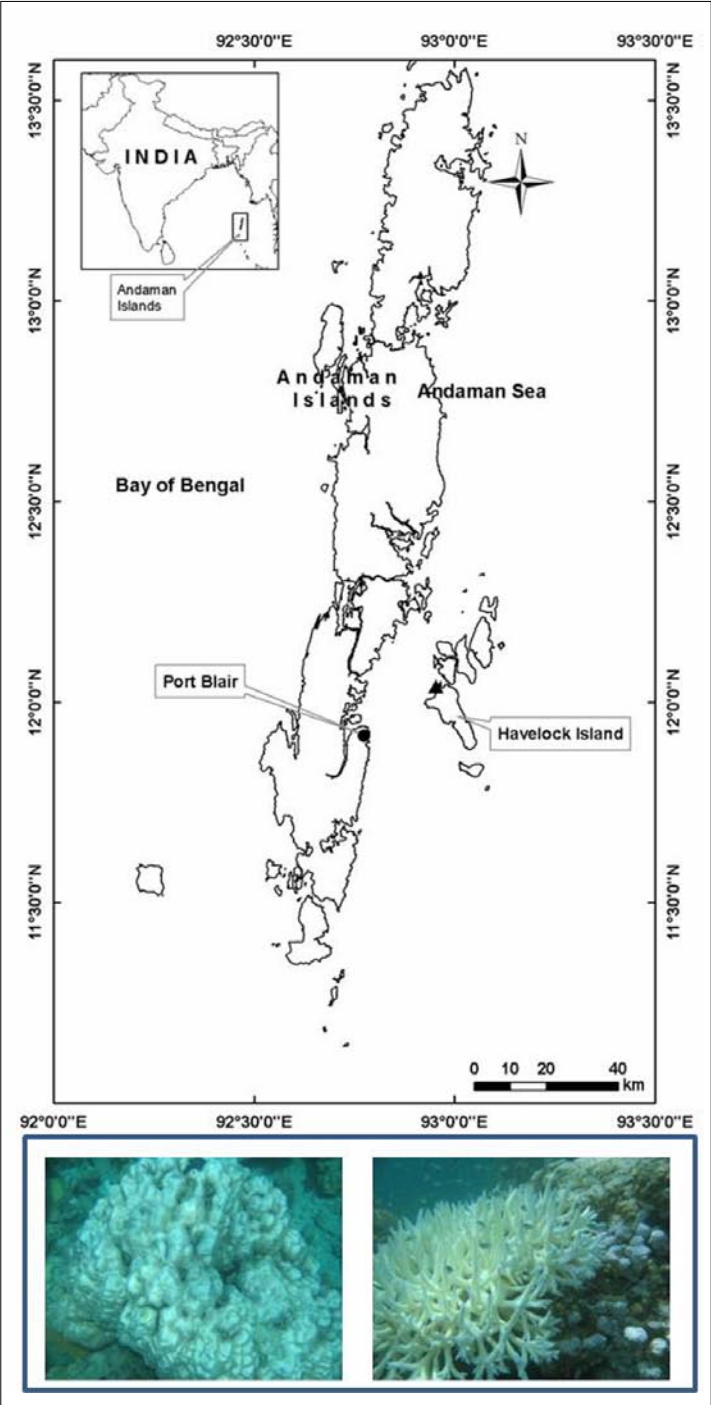 92°30'0"E 93°0'0"E 93°30'0"E
13°30'0"N 13°30'0"N
N
INDIA
Andaman
Islands
13°0'0"N 13°0'0"N
Andaman
Islands
Andaman Sea
Bay of Bengal
12°30'0"N 12°30'0"N
Port Blair
12°0'0"N 12°0'0"N
Havelock Island
11°30'0"N 11°30'0"N
0 10 20 40
km
92°0'0"E 92°30'0"E 93°0'0"E 93°30'0"E